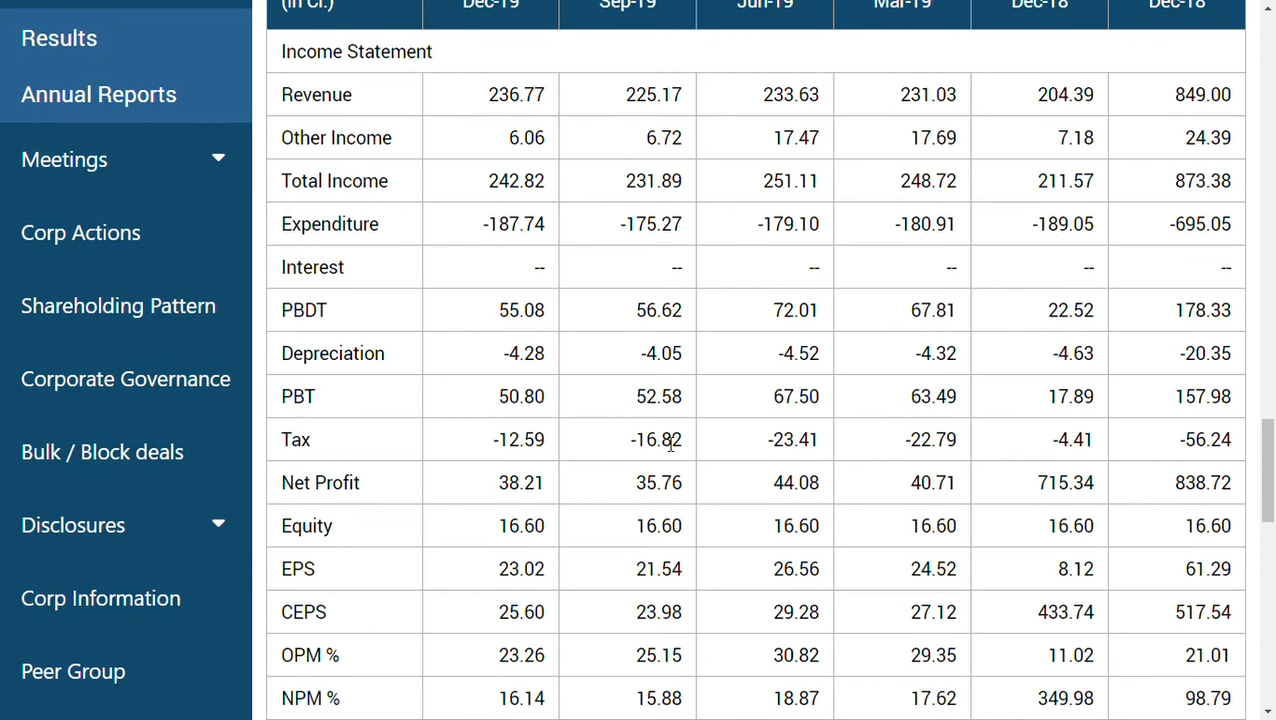 Results
Annual Reports
Meetings
Corp Actions
Shareholding Pattern
Corporate Governance
Bulk / Block deals
Disclosures
Corp Information
Peer Group
(in Cr.) Dec-19 Sep-19 Jun-19 Mar-19 Dec-18 Dec-18
Income Statement
Revenue 236.77 225.17 233.63 231.03 204.39 849.00
Other Income 6.06 6.72 17.47 17.69 7.18 24.39
Total Income 242.82 231.89 251.11 248.72 211.57 873.38
Expenditure -187.74 -175.27 -179.10 -180.91 -189.05 -695.05
Interest -- -- -- -- -- --
PBDT 55.08 56.62 72.01 67.81 22.52 178.33
Depreciation -4.28 -4.05 -4.52 -4.32 -4.63 -20.35
PBT 50.80 52.58 67.50 63.49 17.89 157.98
Tax -12.59 -16.82 -23.41 -22.79 -4.41 -56.24
Net Profit 38.21 35.76 44.08 40.71 715.34 838.72
Equity 16.60 16.60 16.60 16.60 16.60 16.60
EPS 23.02 21.54 26.56 24.52 8.12 61.29
CEPS 25.60 23.98 29.28 27.12 433.74 517.54
OPM % 23.26 25.15 30.82 29.35 11.02 21.01
NPM % 16.14 15.88 18.87 17.62 349.98 98.79